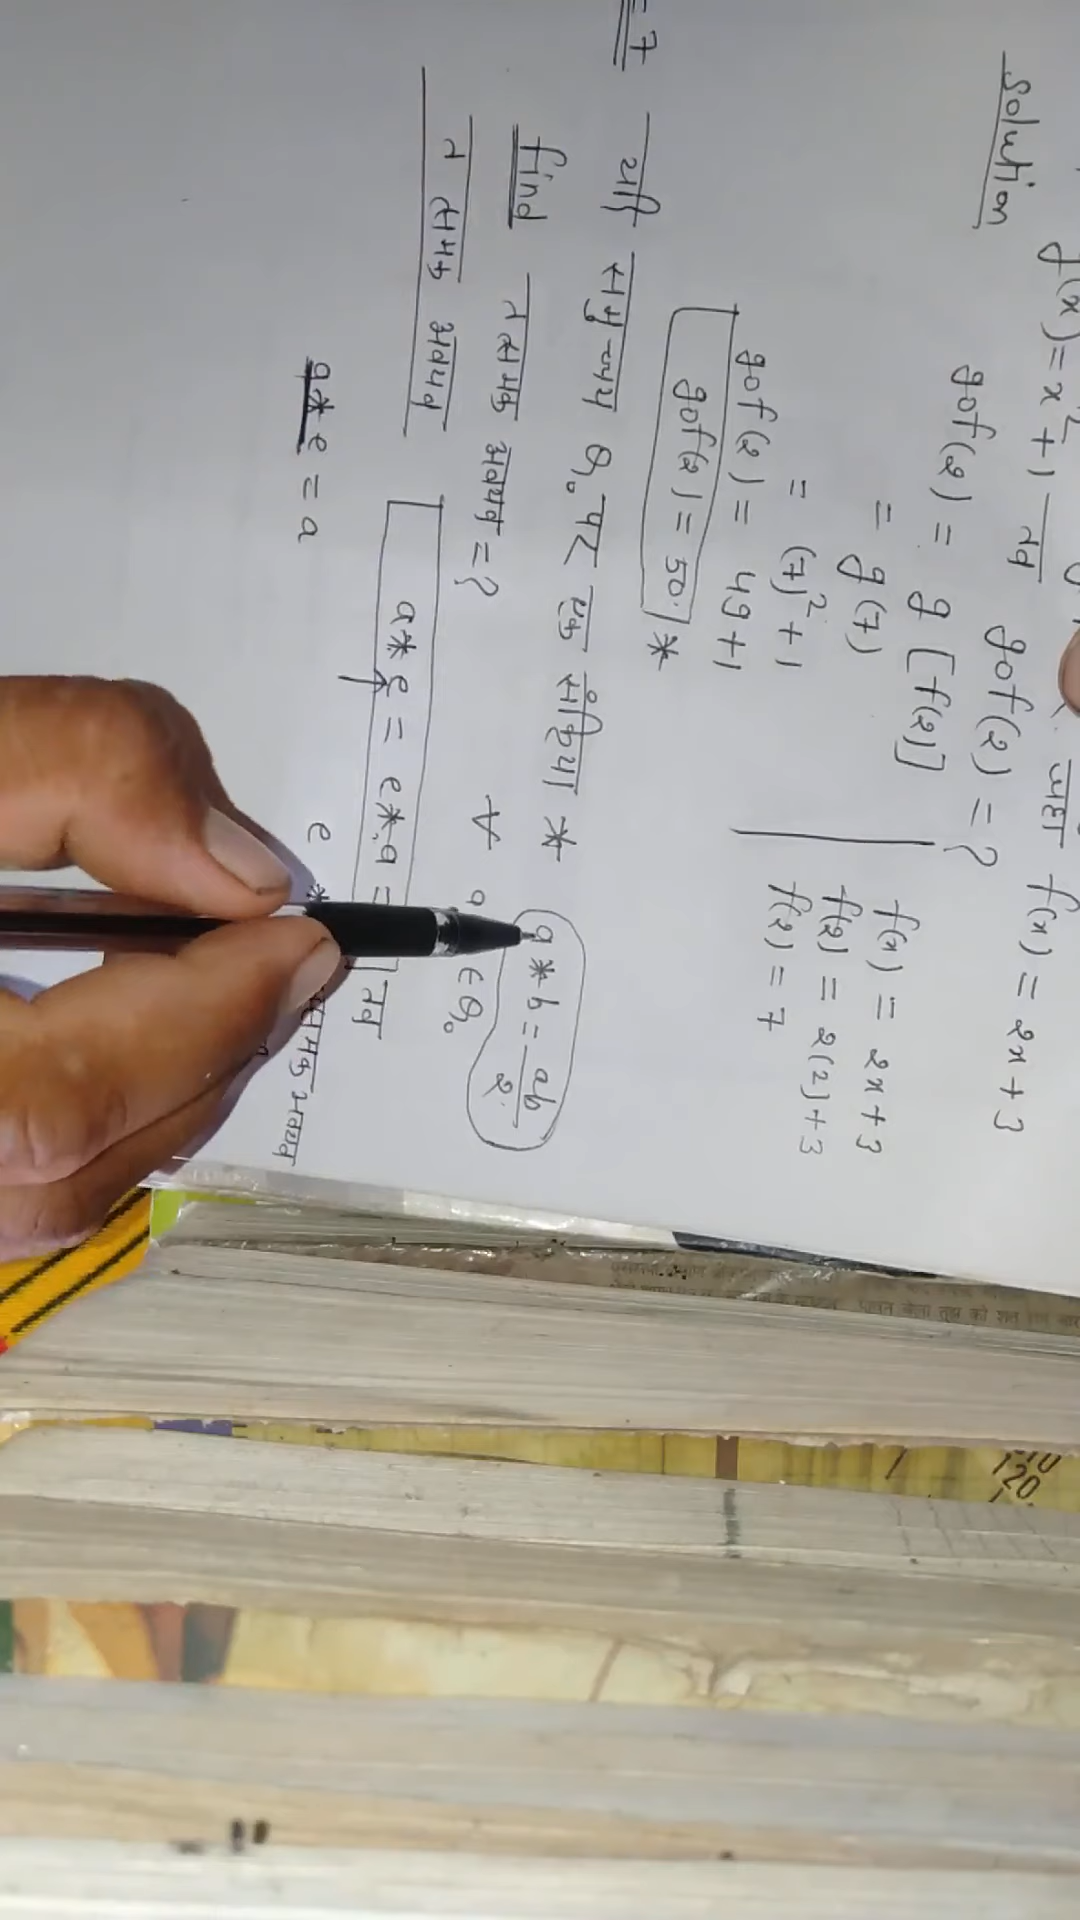 g(x) = x² + 1 तब gof(2) = ?
जहाँ f(x) = 2x + 3
Solution
gof(2) = g [f(2)]
= g(7)
= (7)² + 1
gof(2) = 49 + 1
gof(2) = 50. *
f(x) = 2x + 3
f(2) = 2(2) + 3
f(2) = 7
=7 यदि समुच्चय Q₀ पर एक संक्रिया * a * b = ab/2
∀ a ∈ Q₀
find तत्समक अवयव = ?
तत्समक अवयव
a * e = e * a = तब
e तत्समक अवयव
a * e = a
120